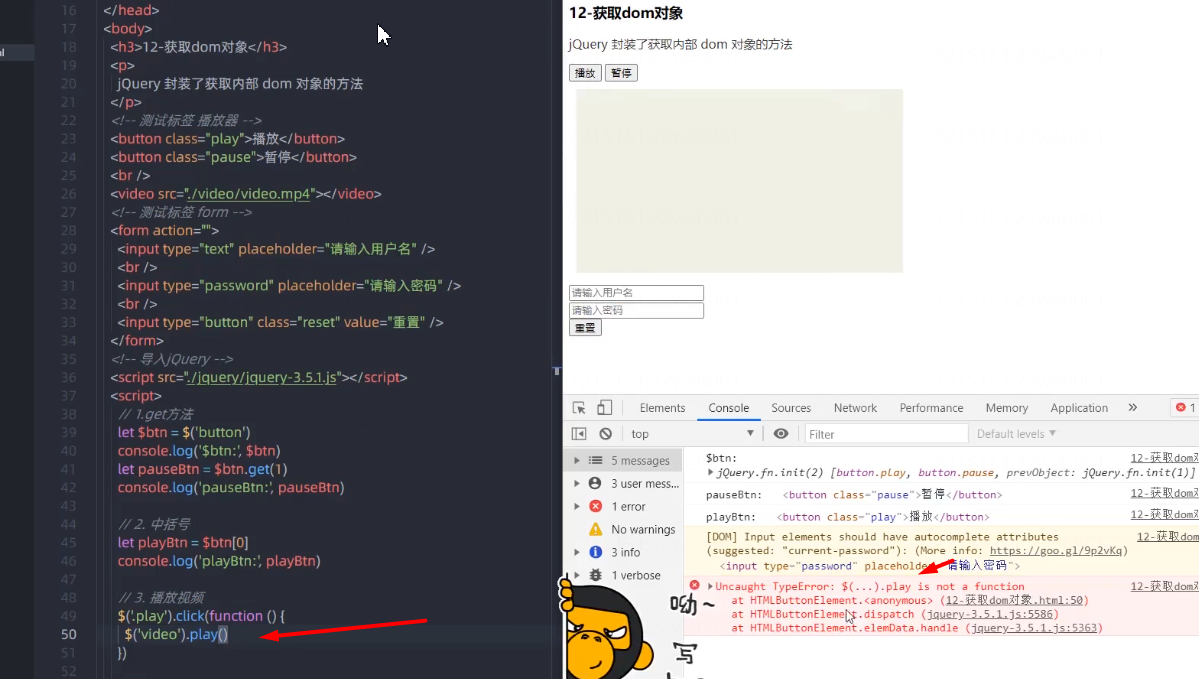 16 </head>
17 <body>
18 <h3>12-获取dom对象</h3>
19 <p>
20 jQuery 封装了获取内部 dom 对象的方法
21 </p>
22 <!-- 测试标签 播放器 -->
23 <button class="play">播放</button>
24 <button class="pause">暂停</button>
25 <br />
26 <video src="./video/video.mp4"></video>
27 <!-- 测试标签 form -->
28 <form action="">
29 <input type="text" placeholder="请输入用户名" />
30 <br />
31 <input type="password" placeholder="请输入密码" />
32 <br />
33 <input type="button" class="reset" value="重置" />
34 </form>
35 <!-- 导入jQuery -->
36 <script src="./jquery/jquery-3.5.1.js"></script>
37 <script>
38 // 1.get方法
39 let $btn = $('button')
40 console.log('$btn:', $btn)
41 let pauseBtn = $btn.get(1)
42 console.log('pauseBtn:', pauseBtn)
43
44 // 2. 中括号
45 let playBtn = $btn[0]
46 console.log('playBtn:', playBtn)
47
48 // 3. 播放视频
49 $('.play').click(function () {
50 $('video').play()
51 })
52
12-获取dom对象
jQuery 封装了获取内部 dom 对象的方法
播放 暂停
请输入用户名
请输入密码
重置
Elements Console Sources Network Performance Memory Application » 1
top Filter Default levels
5 messages
3 user mess...
1 error
No warnings
3 info
1 verbose
$btn: 12-获取dom
jQuery.fn.init(2) [button.play, button.pause, prevObject: jQuery.fn.init(1)]
pauseBtn: <button class="pause">暂停</button> 12-获取dom
playBtn: <button class="play">播放</button> 12-获取dom
[DOM] Input elements should have autocomplete attributes 12-获取dom
(suggested: "current-password"): (More info: https://goo.gl/9p2vKq)
<input type="password" placeholde 请输入密码">
Uncaught TypeError: $(...).play is not a function 12-获取dom
at HTMLButtonElement.<anonymous> (12-获取dom对象.html:50)
at HTMLButtonElement.dispatch (jquery-3.5.1.js:5586)
at HTMLButtonElement.elemData.handle (jquery-3.5.1.js:5363)
呦~
写